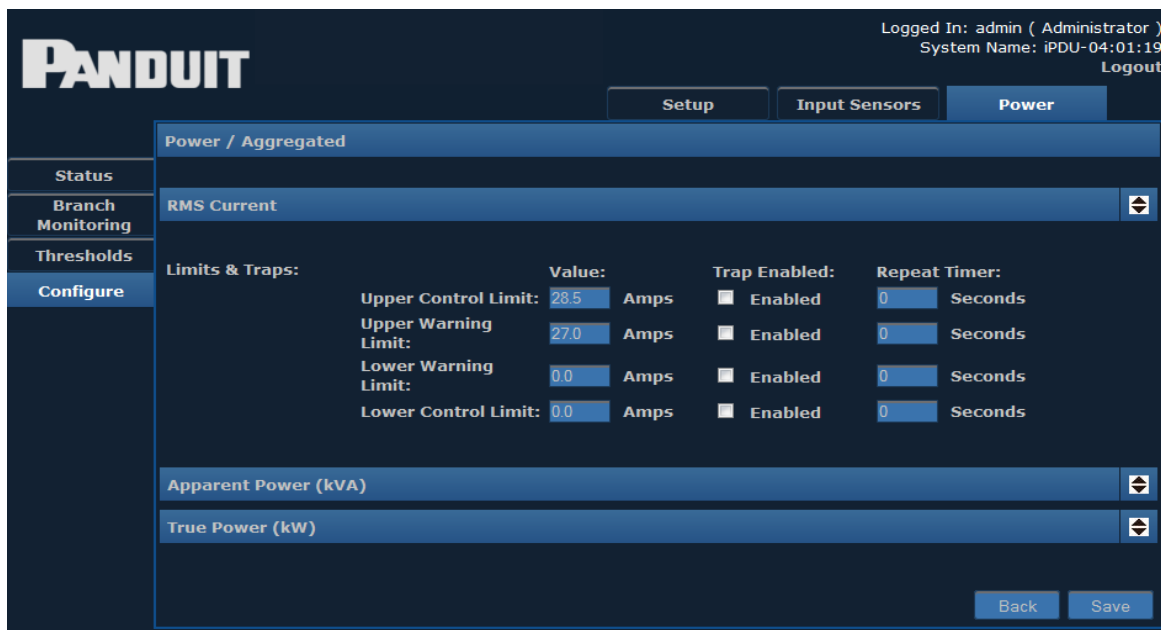 PANDUIT
Logged In: admin ( Administrator )
System Name: iPDU-04:01:19
Logout
Setup Input Sensors Power
Power / Aggregated
Status
Branch
Monitoring
Thresholds
Configure
RMS Current
Limits & Traps: Value: Trap Enabled: Repeat Timer:
Upper Control Limit: 28.5 Amps Enabled 0 Seconds
Upper Warning
Limit: 27.0 Amps Enabled 0 Seconds
Lower Warning
Limit: 0.0 Amps Enabled 0 Seconds
Lower Control Limit: 0.0 Amps Enabled 0 Seconds
Apparent Power (kVA)
True Power (kW)
Back Save